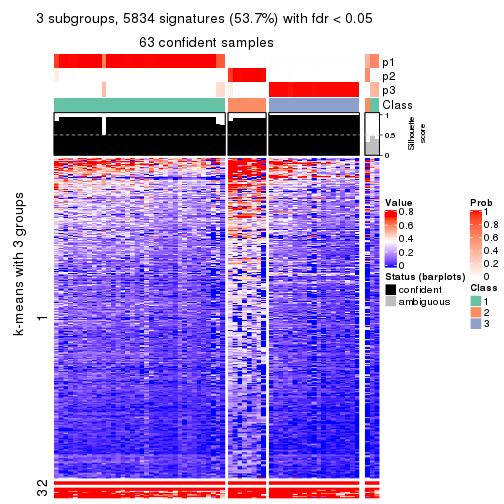 3 subgroups, 5834 signatures (53.7%) with fdr < 0.05
63 confident samples
p1
p2
p3
Class
1
0.5
0
Silhouette
score
k-means with 3 groups
1
2
3
Value
0.8
0.6
0.4
0.2
0
Status (barplots)
confident
ambiguous
Prob
1
0.8
0.6
0.4
0.2
0
Class
1
2
3